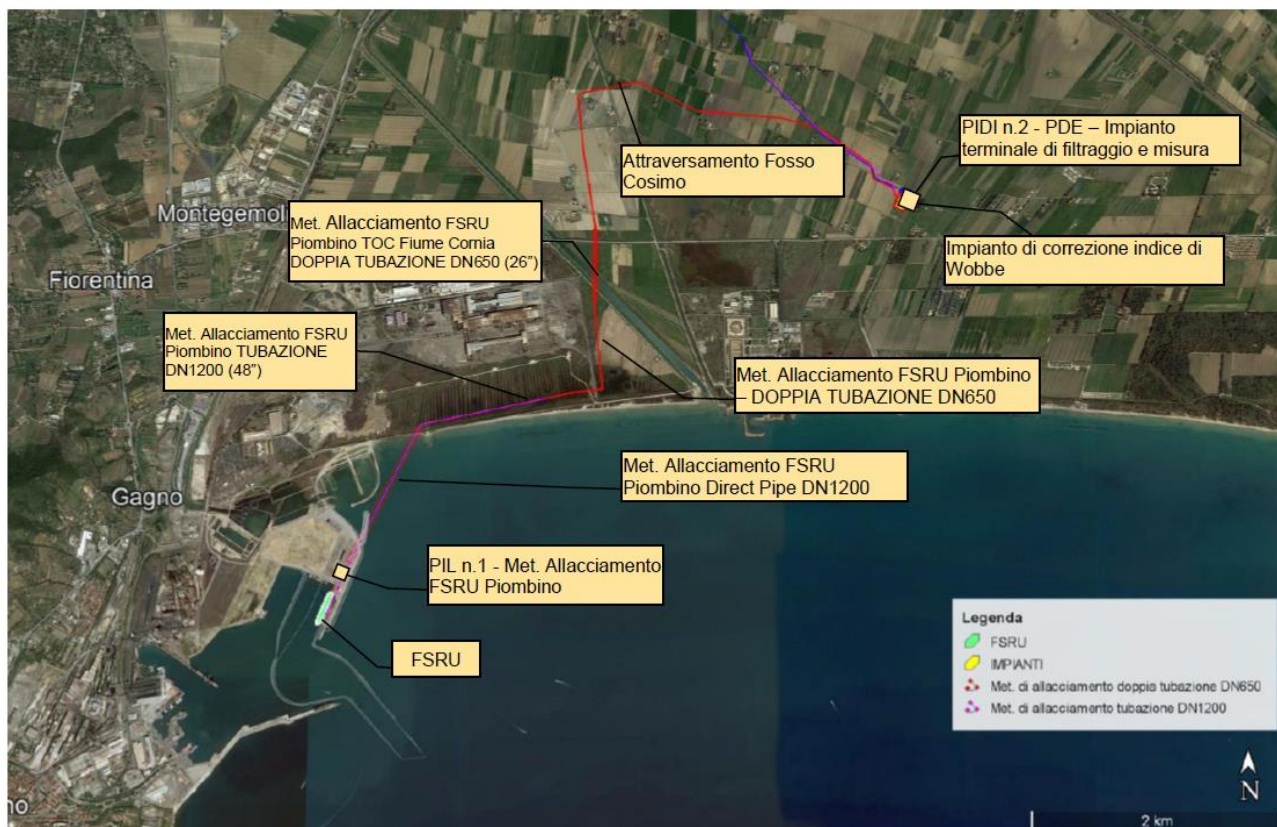 PIDI n.2 - PDE – Impianto
terminale di filtraggio e misura
Attraversamento Fosso
Cosimo
Montegemol
Met. Allacciamento FSRU
Piombino TOC Fiume Cornia
DOPPIA TUBAZIONE DN650 (26”)
Impianto di correzione indice di
Wobbe
Fiorentina
Met. Allacciamento FSRU
Piombino TUBAZIONE
DN1200 (48”)
Met. Allacciamento FSRU Piombino
– DOPPIA TUBAZIONE DN650
Met. Allacciamento FSRU
Piombino Direct Pipe DN1200
Gagno
PIL n.1 - Met. Allacciamento
FSRU Piombino
FSRU
Legenda
FSRU
IMPIANTI
Met. di allacciamento doppia tubazione DN650
Met. di allacciamento tubazione DN1200
N
2 km
no